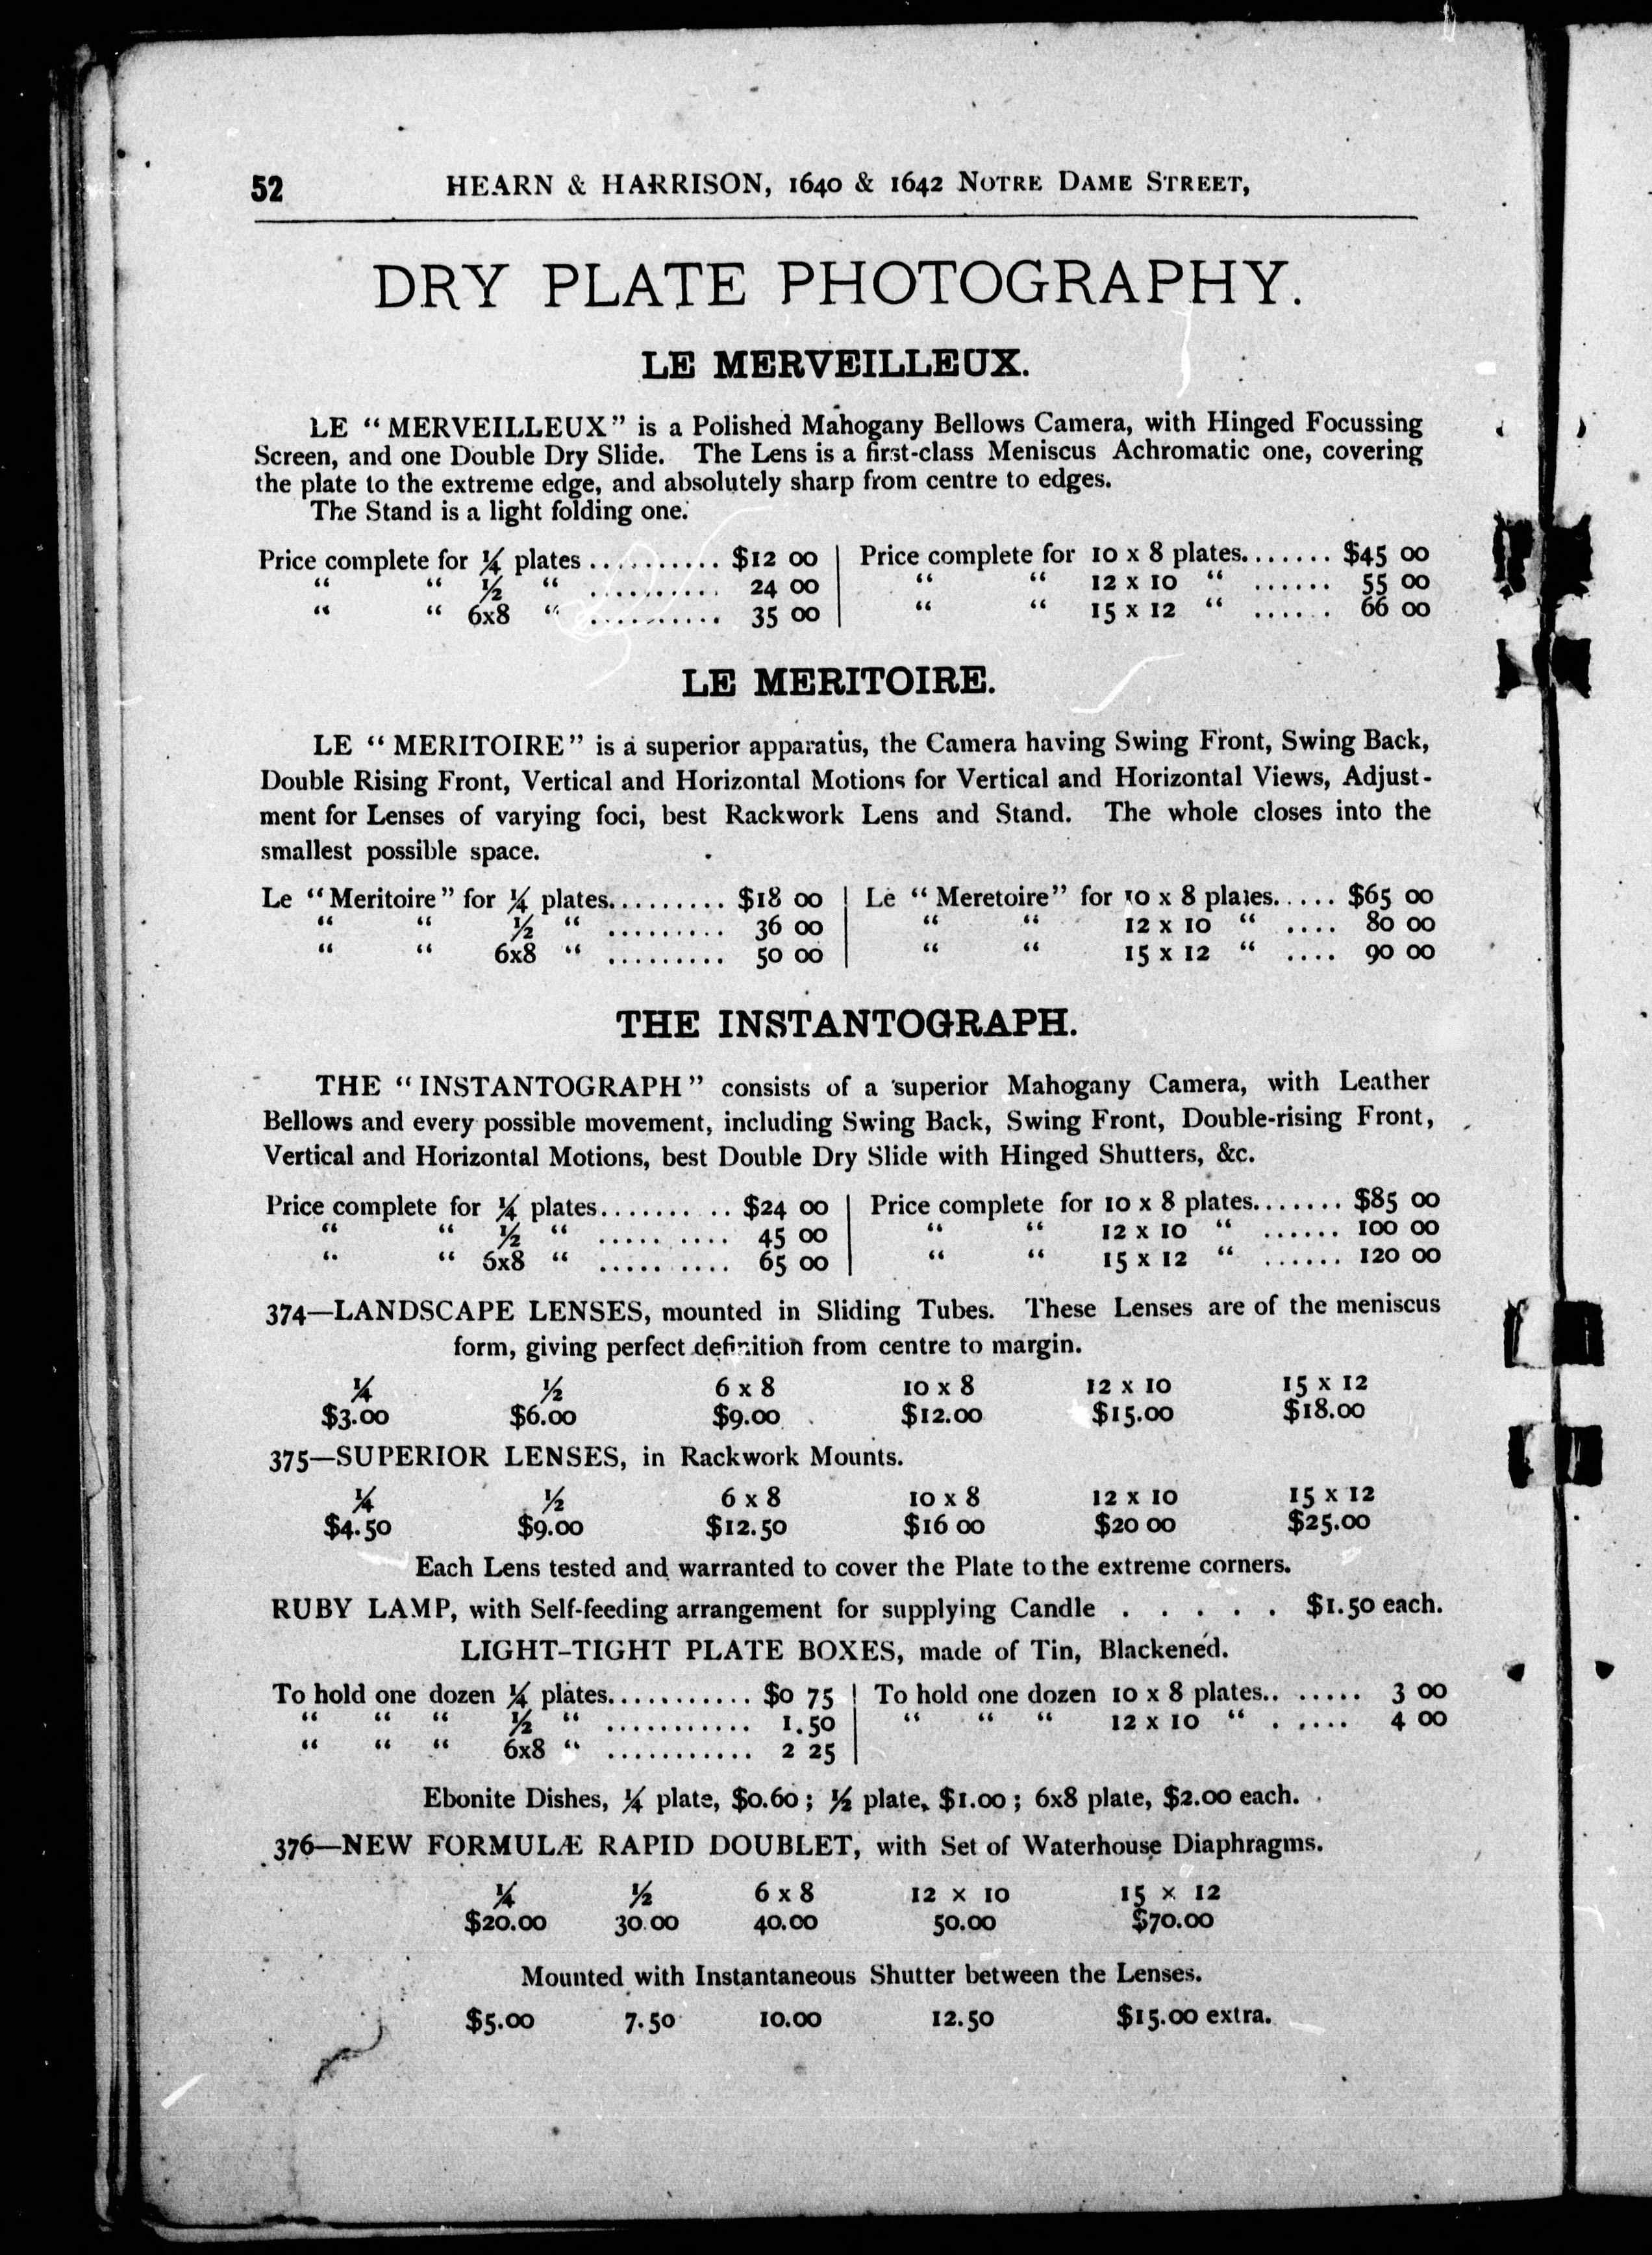 52 HEARN & HARRISON, 1640 & 1642 NOTRE DAME STREET,
DRY PLATE PHOTOGRAPHY.
LE MERVEILLEUX.
LE “MERVEILLEUX” is a Polished Mahogany Bellows Camera, with Hinged Focussing
Screen, and one Double Dry Slide. The Lens is a first-class Meniscus Achromatic one, covering
the plate to the extreme edge, and absolutely sharp from centre to edges.
The Stand is a light folding one.
Price complete for ¼ plates .......... $12 00 | Price complete for 10 x 8 plates....... $45 00
“ “ ½ “ .......... 24 00 | “ “ 12 x 10 “ ...... 55 00
“ “ 6x8 “ .......... 35 00 | “ “ 15 x 12 “ ...... 66 00
LE MERITOIRE.
LE “MERITOIRE” is a superior apparatus, the Camera having Swing Front, Swing Back,
Double Rising Front, Vertical and Horizontal Motions for Vertical and Horizontal Views, Adjust-
ment for Lenses of varying foci, best Rackwork Lens and Stand. The whole closes into the
smallest possible space.
Le “Meritoire” for ¼ plates......... $18 00 | Le “Meretoire” for 10 x 8 plates..... $65 00
“ “ ½ “ ......... 36 00 | “ “ 12 x 10 “ .... 80 00
“ “ 6x8 “ ......... 50 00 | “ “ 15 x 12 “ .... 90 00
THE INSTANTOGRAPH.
THE “INSTANTOGRAPH” consists of a superior Mahogany Camera, with Leather
Bellows and every possible movement, including Swing Back, Swing Front, Double-rising Front,
Vertical and Horizontal Motions, best Double Dry Slide with Hinged Shutters, &c.
Price complete for ¼ plates.......... $24 00 | Price complete for 10 x 8 plates....... $85 00
“ “ ½ “ ......... 45 00 | “ “ 12 x 10 “ ...... 100 00
“ “ 6x8 “ ......... 65 00 | “ “ 15 x 12 “ ...... 120 00
374—LANDSCAPE LENSES, mounted in Sliding Tubes. These Lenses are of the meniscus
form, giving perfect definition from centre to margin.
¼ ½ 6 x 8 10 x 8 12 x 10 15 x 12
$3.00 $6.00 $9.00 $12.00 $15.00 $18.00
375—SUPERIOR LENSES, in Rackwork Mounts.
¼ ½ 6 x 8 10 x 8 12 x 10 15 x 12
$4.50 $9.00 $12.50 $16 00 $20 00 $25.00
Each Lens tested and warranted to cover the Plate to the extreme corners.
RUBY LAMP, with Self-feeding arrangement for supplying Candle . . . . . $1.50 each.
LIGHT-TIGHT PLATE BOXES, made of Tin, Blackened.
To hold one dozen ¼ plates........... $0 75 | To hold one dozen 10 x 8 plates.. ..... 3 00
“ “ “ ½ “ ........... 1.50 | “ “ “ 12 x 10 “ . .... 4 00
“ “ “ 6x8 “ ........... 2 25 |
Ebonite Dishes, ¼ plate, $0.60; ½ plate, $1.00; 6x8 plate, $2.00 each.
376—NEW FORMULÆ RAPID DOUBLET, with Set of Waterhouse Diaphragms.
¼ ½ 6 x 8 12 x 10 15 x 12
$20.00 30.00 40.00 50.00 $70.00
Mounted with Instantaneous Shutter between the Lenses.
$5.00 7.50 10.00 12.50 $15.00 extra.